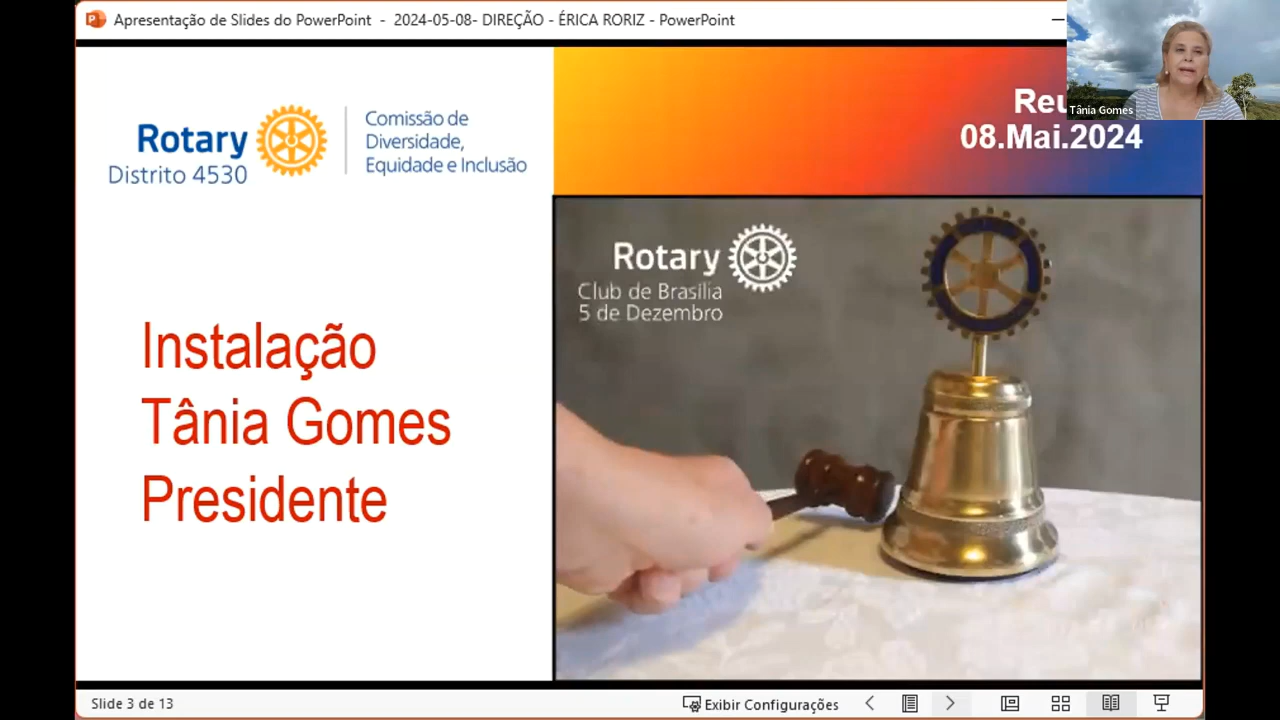 Apresentação de Slides do PowerPoint - 2024-05-08- DIREÇÃO - ÉRICA RORIZ - PowerPoint
Tânia Gomes
Reu
08.Mai.2024
Rotary
Distrito 4530
Comissão de
Diversidade,
Equidade e Inclusão
Rotary
Club de Brasília
5 de Dezembro
Instalação
Tânia Gomes
Presidente
Slide 3 de 13
Exibir Configurações